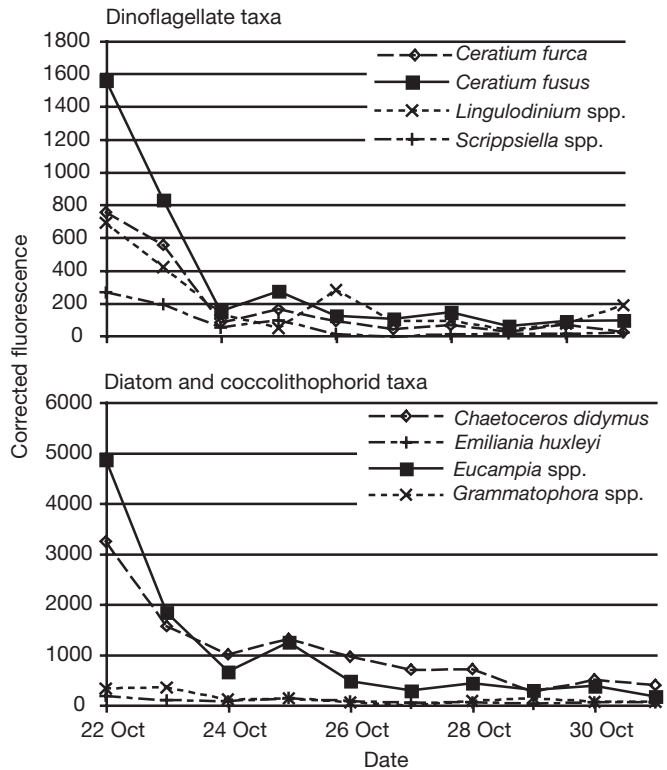 Dinoflagellate taxa
1800
1600
1400
1200
1000
800
600
400
200
0
Ceratium furca
Ceratium fusus
Lingulodinium spp.
Scrippsiella spp.
Corrected fluorescence
Diatom and coccolithophorid taxa
6000
5000
4000
3000
2000
1000
0
Chaetoceros didymus
Emiliania huxleyi
Eucampia spp.
Grammatophora spp.
22 Oct 24 Oct 26 Oct 28 Oct 30 Oct
Date